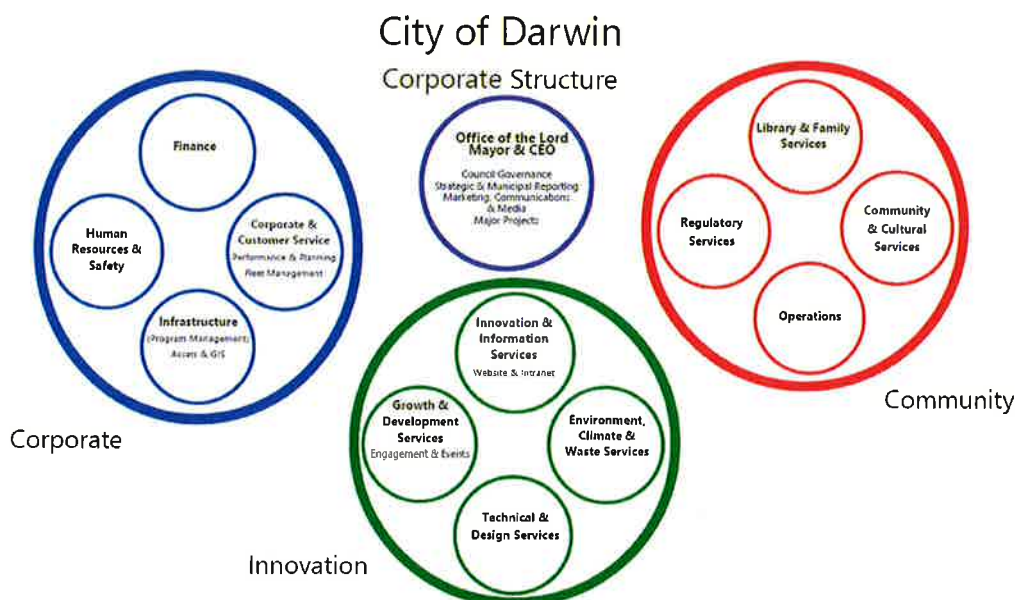 City of Darwin
Corporate Structure
Finance
Human
Resources &
Safety
Corporate &
Customer Service
Performance & Planning
Fleet Management
Infrastructure
(Program Management)
Assets & GIS
Corporate
Office of the Lord
Mayor & CEO
Council Governance
Strategic & Municipal Reporting
Marketing, Communications
& Media
Major Projects
Library & Family
Services
Regulatory
Services
Community
& Cultural
Services
Operations
Community
Innovation &
Information
Services
Website & Intranet
Growth &
Development
Services
Engagement & Events
Environment,
Climate &
Waste Services
Technical &
Design Services
Innovation